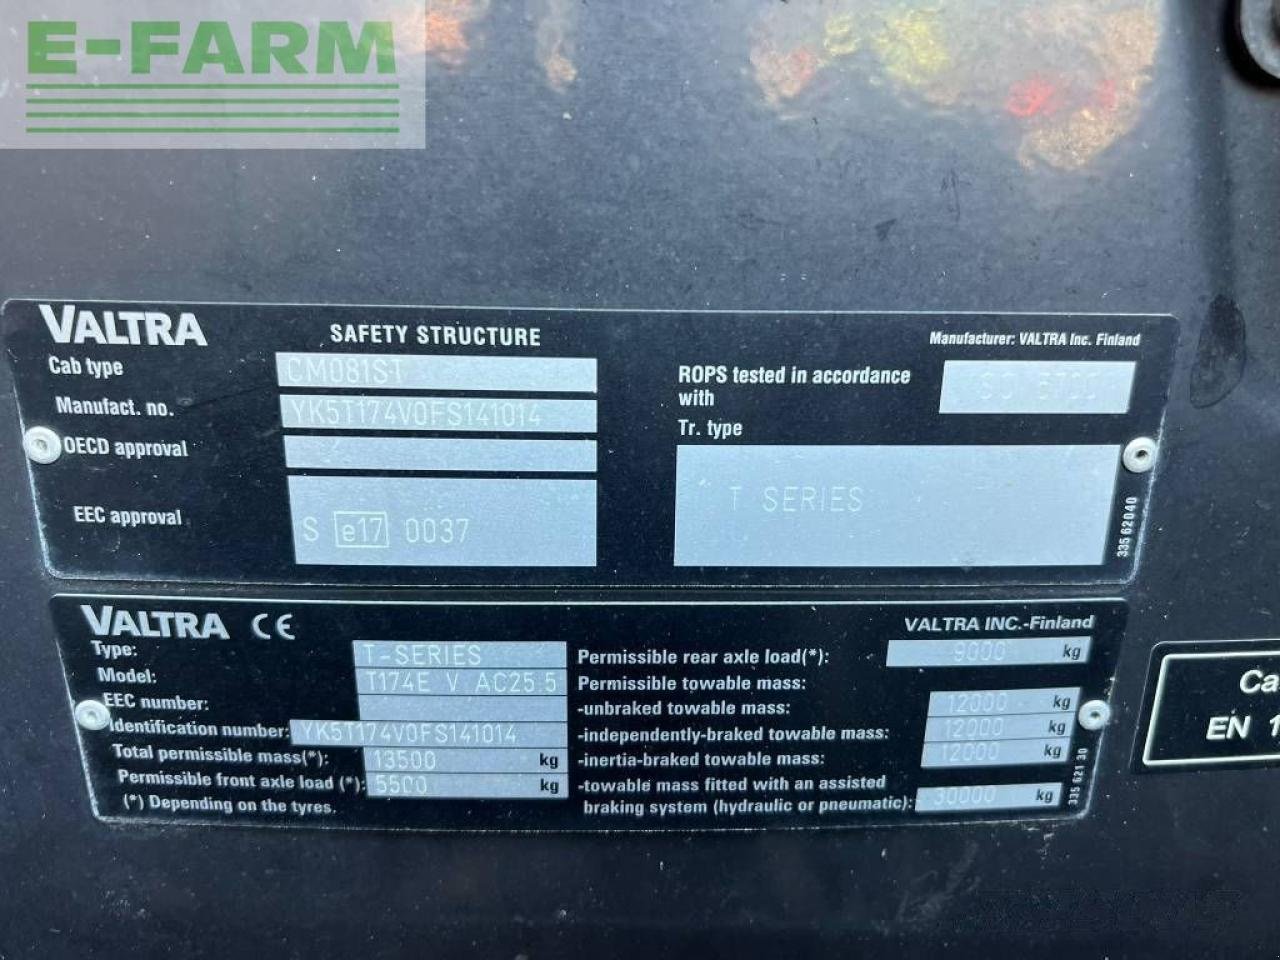 E-FARM
VALTRA
SAFETY STRUCTURE
Manufacturer: VALTRA Inc. Finland
Cab type CM081ST
Manufact. no. YK5T174V0FS141014
OECD approval
EEC approval S e17 0037
ROPS tested in accordance
with
Tr. type
T SERIES
335 62040
VALTRA CE
VALTRA INC.-Finland
Type: T-SERIES
Model: T174E V AC25.5
EEC number:
Identification number: YK5T174V0FS141014
Total permissible mass(*): 13500 kg
Permissible front axle load (*): 5500 kg
(*) Depending on the tyres.
Permissible rear axle load(*): 9000 kg
Permissible towable mass:
-unbraked towable mass: 12000 kg
-independently-braked towable mass: 12000 kg
-inertia-braked towable mass: 12000 kg
-towable mass fitted with an assisted
braking system (hydraulic or pneumatic): 30000 kg
335 621 30
Ca
EN 1